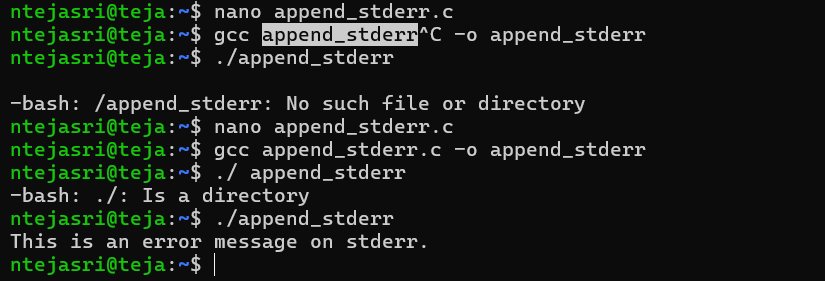 ntejasri@teja:~$ nano append_stderr.c
ntejasri@teja:~$ gcc append_stderr^C -o append_stderr
ntejasri@teja:~$ ./append_stderr
-bash: /append_stderr: No such file or directory
ntejasri@teja:~$ nano append_stderr.c
ntejasri@teja:~$ gcc append_stderr.c -o append_stderr
ntejasri@teja:~$ ./ append_stderr
-bash: ./: Is a directory
ntejasri@teja:~$ ./append_stderr
This is an error message on stderr.
ntejasri@teja:~$